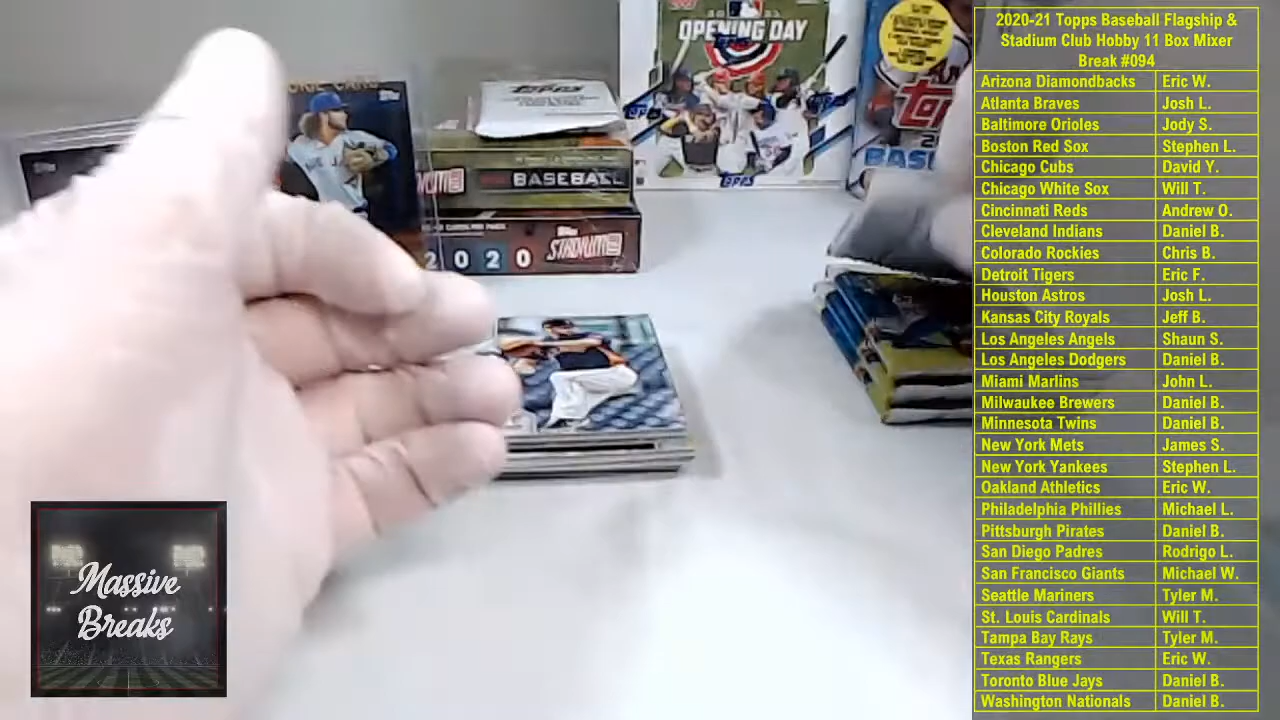 2020-21 Topps Baseball Flagship &
Stadium Club Hobby 11 Box Mixer
Break #094
Arizona Diamondbacks Eric W.
Atlanta Braves Josh L.
Baltimore Orioles Jody S.
Boston Red Sox Stephen L.
Chicago Cubs David Y.
Chicago White Sox Will T.
Cincinnati Reds Andrew O.
Cleveland Indians Daniel B.
Colorado Rockies Chris B.
Detroit Tigers Eric F.
Houston Astros Josh L.
Kansas City Royals Jeff B.
Los Angeles Angels Shaun S.
Los Angeles Dodgers Daniel B.
Miami Marlins John L.
Milwaukee Brewers Daniel B.
Minnesota Twins Daniel B.
New York Mets James S.
New York Yankees Stephen L.
Oakland Athletics Eric W.
Philadelphia Phillies Michael L.
Pittsburgh Pirates Daniel B.
San Diego Padres Rodrigo L.
San Francisco Giants Michael W.
Seattle Mariners Tyler M.
St. Louis Cardinals Will T.
Tampa Bay Rays Tyler M.
Texas Rangers Eric W.
Toronto Blue Jays Daniel B.
Washington Nationals Daniel B.
OPENING DAY
Topps
Topps
BASEBALL
2020
Topps
STADIUM
Massive
Breaks